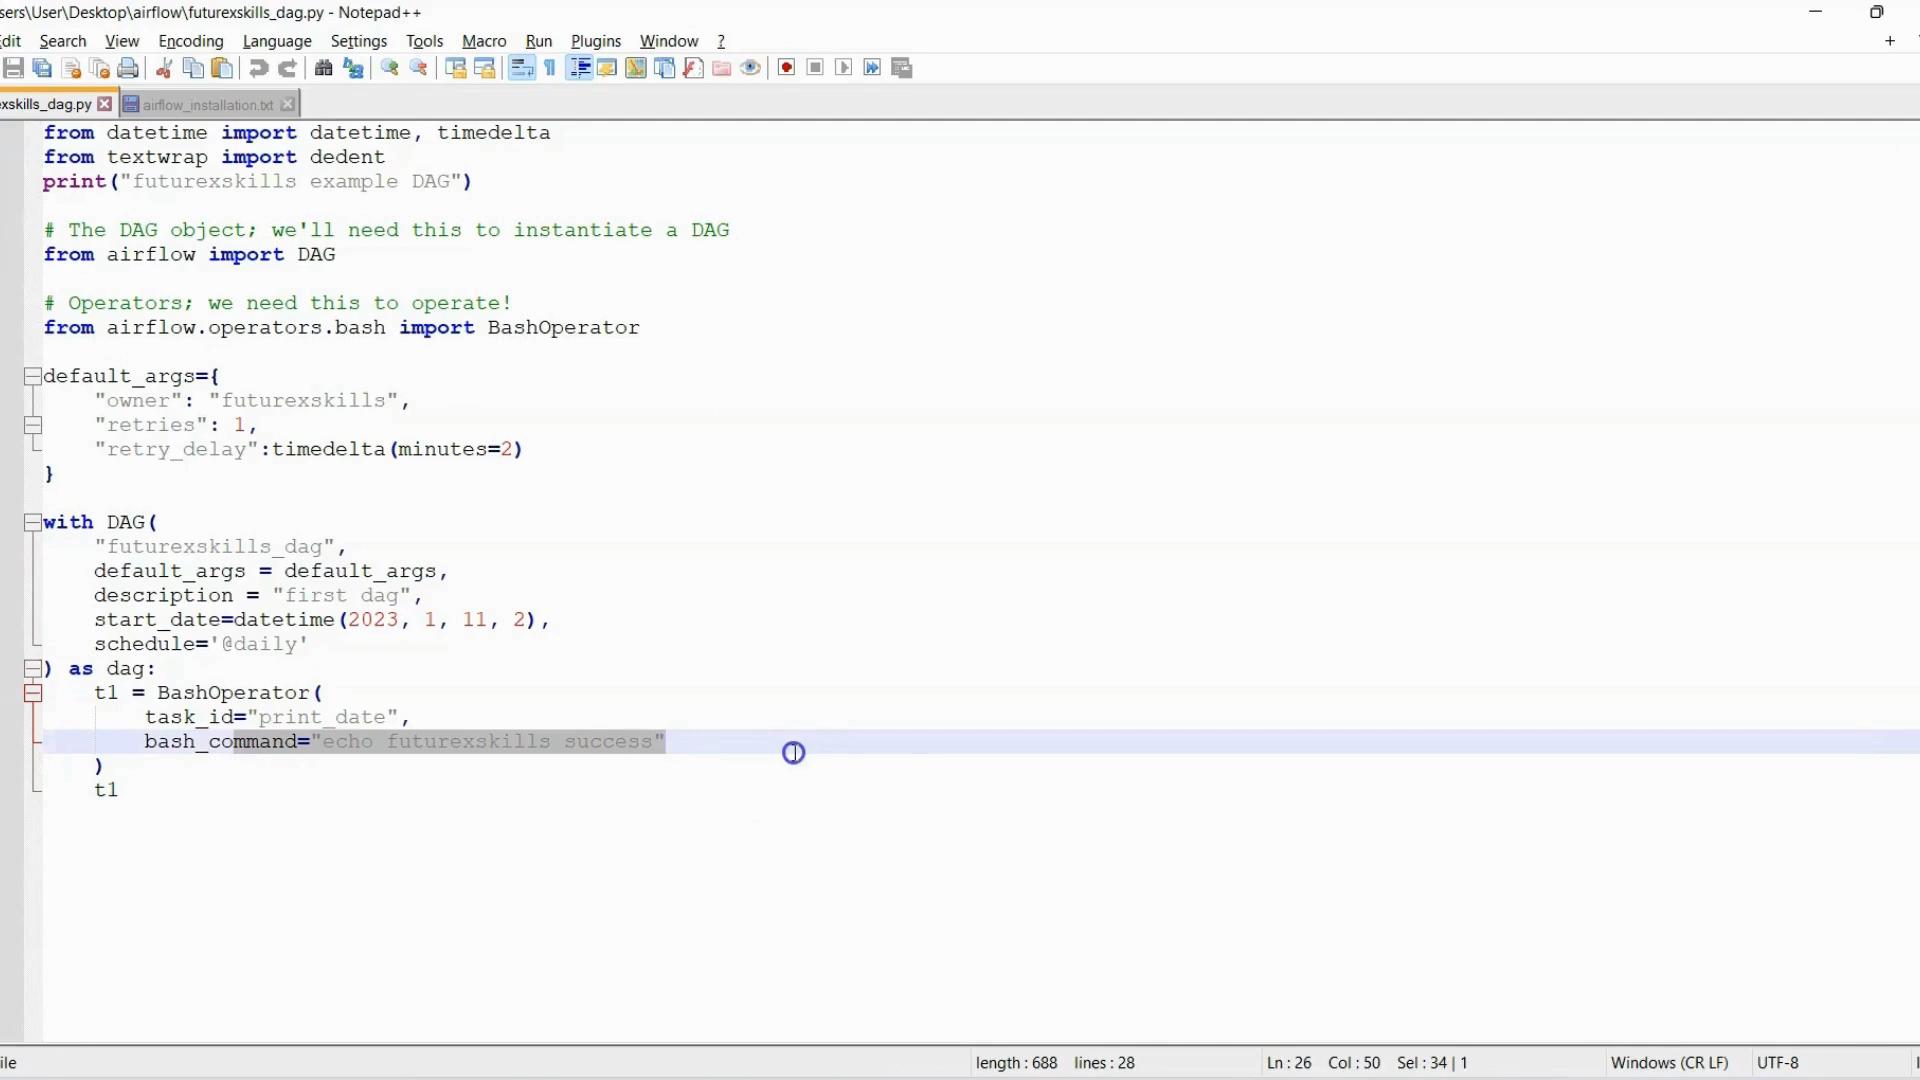 sers\User\Desktop\airflow\futurexskills_dag.py - Notepad++
dit Search View Encoding Language Settings Tools Macro Run Plugins Window ?
exskills_dag.py airflow_installation.txt
from datetime import datetime, timedelta
from textwrap import dedent
print("futurexskills example DAG")
# The DAG object; we'll need this to instantiate a DAG
from airflow import DAG
# Operators; we need this to operate!
from airflow.operators.bash import BashOperator
default_args={
"owner": "futurexskills",
"retries": 1,
"retry_delay":timedelta(minutes=2)
}
with DAG(
"futurexskills_dag",
default_args = default_args,
description = "first dag",
start_date=datetime(2023, 1, 11, 2),
schedule='@daily'
) as dag:
t1 = BashOperator(
task_id="print_date",
bash_command="echo futurexskills success"
)
t1
ile length : 688 lines : 28 Ln : 26 Col : 50 Sel : 34 | 1 Windows (CR LF) UTF-8